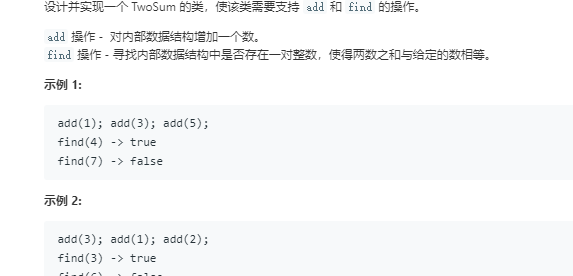 设计并实现一个 TwoSum 的类，使该类需要支持 add 和 find 的操作。
add 操作 - 对内部数据结构增加一个数。
find 操作 - 寻找内部数据结构中是否存在一对整数，使得两数之和与给定的数相等。
示例 1:
add(1); add(3); add(5);
find(4) -> true
find(7) -> false
示例 2:
add(3); add(1); add(2);
find(3) -> true
find(6) -> false